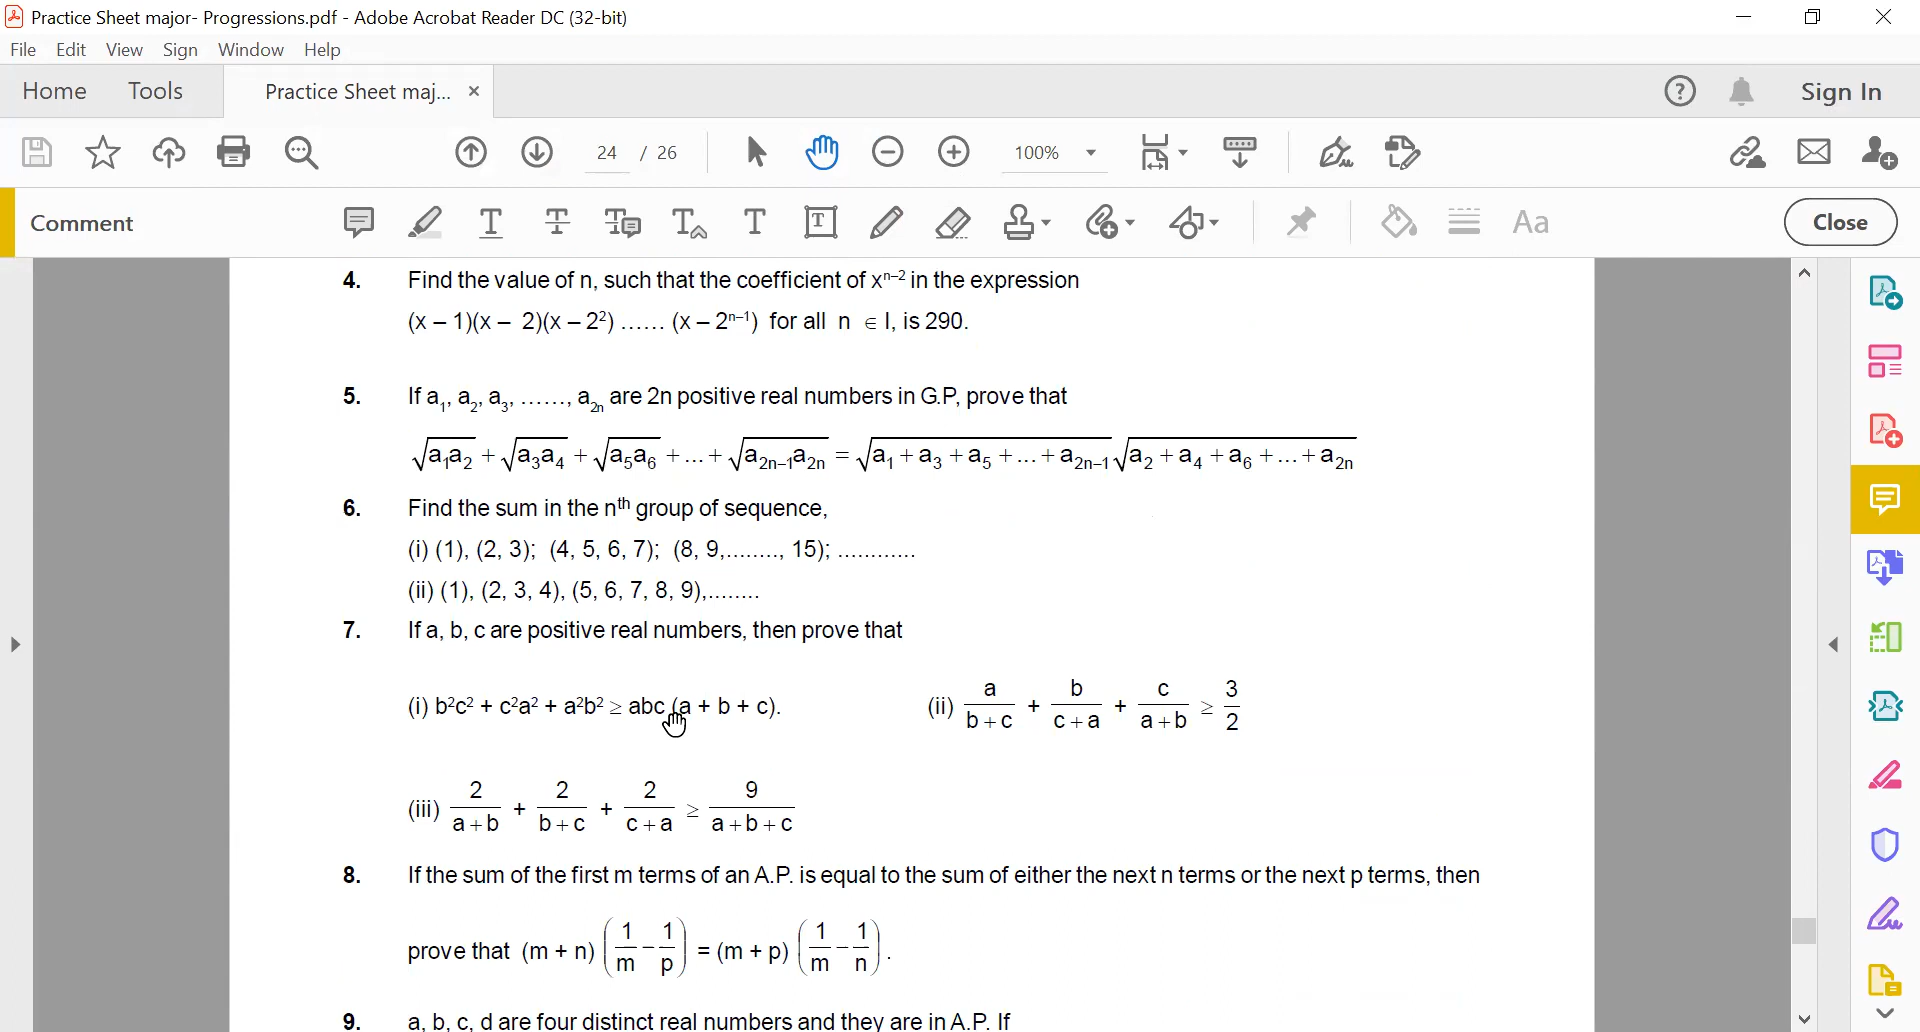 Practice Sheet major- Progressions.pdf - Adobe Acrobat Reader DC (32-bit)
File Edit View Sign Window Help
Home Tools Practice Sheet maj... × Sign In
24 / 26 100%
Comment Aa Close
4. Find the value of n, such that the coefficient of xⁿ⁻² in the expression
(x – 1)(x – 2)(x – 2²) …… (x – 2ⁿ⁻¹) for all n ∈ I, is 290.
5. If a₁, a₂, a₃, ……, a₂ₙ are 2n positive real numbers in G.P, prove that
√(a₁a₂) + √(a₃a₄) + √(a₅a₆) + ... + √(a₂ₙ₋₁a₂ₙ) = √(a₁ + a₃ + a₅ + ... + a₂ₙ₋₁) √(a₂ + a₄ + a₆ + ... + a₂ₙ)
6. Find the sum in the nᵗʰ group of sequence,
(i) (1), (2, 3); (4, 5, 6, 7); (8, 9,........, 15); ............
(ii) (1), (2, 3, 4), (5, 6, 7, 8, 9),........
7. If a, b, c are positive real numbers, then prove that
(i) b²c² + c²a² + a²b² ≥ abc (a + b + c). (ii) a/(b+c) + b/(c+a) + c/(a+b) ≥ 3/2
(iii) 2/(a+b) + 2/(b+c) + 2/(c+a) ≥ 9/(a+b+c)
8. If the sum of the first m terms of an A.P. is equal to the sum of either the next n terms or the next p terms, then
prove that (m + n) (1/m − 1/p) = (m + p) (1/m − 1/n).
9. a, b, c, d are four distinct real numbers and they are in A.P. If